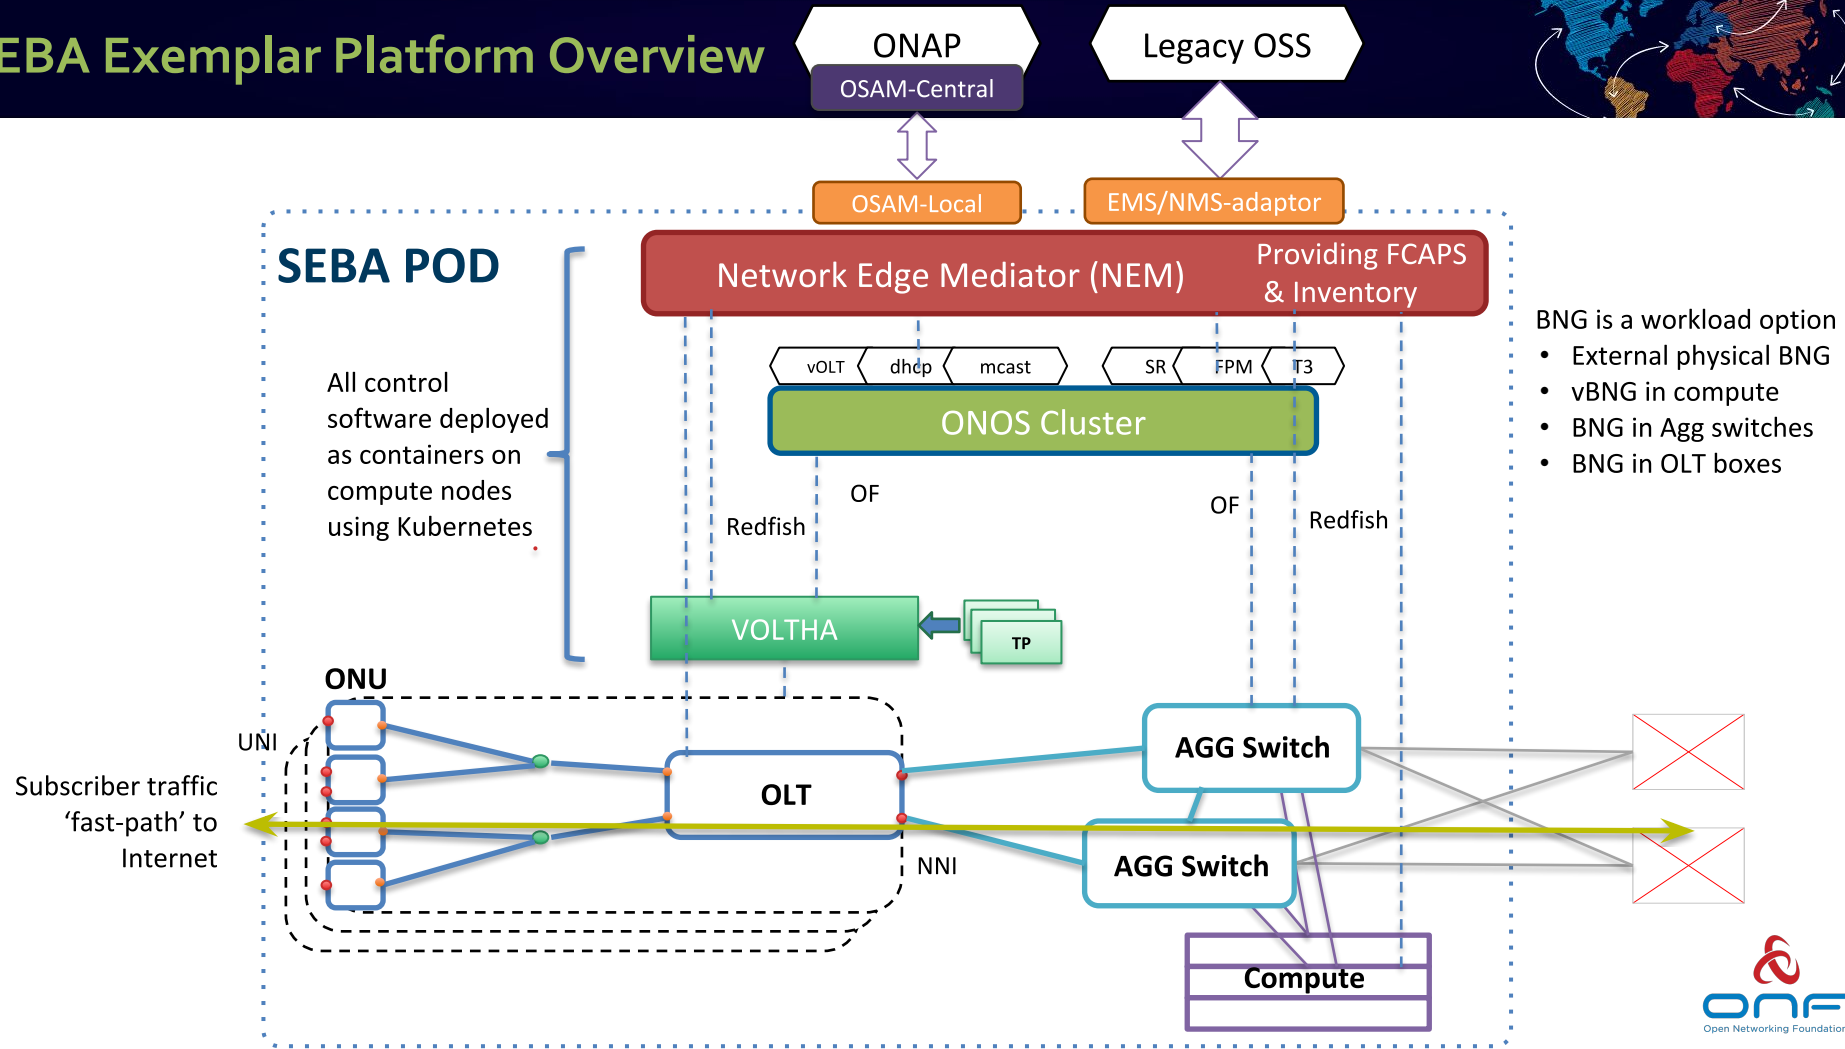 EBA Exemplar Platform Overview
ONAP
OSAM-Central
Legacy OSS
OSAM-Local
EMS/NMS-adaptor
SEBA POD
Network Edge Mediator (NEM)
Providing FCAPS
& Inventory
vOLT
dhcp
mcast
SR
FPM
T3
ONOS Cluster
All control
software deployed
as containers on
compute nodes
using Kubernetes
BNG is a workload option
• External physical BNG
• vBNG in compute
• BNG in Agg switches
• BNG in OLT boxes
OF
Redfish
OF
Redfish
VOLTHA
TP
ONU
UNI
Subscriber traffic
‘fast-path’ to
Internet
OLT
NNI
AGG Switch
AGG Switch
Compute
ONF
Open Networking Foundation